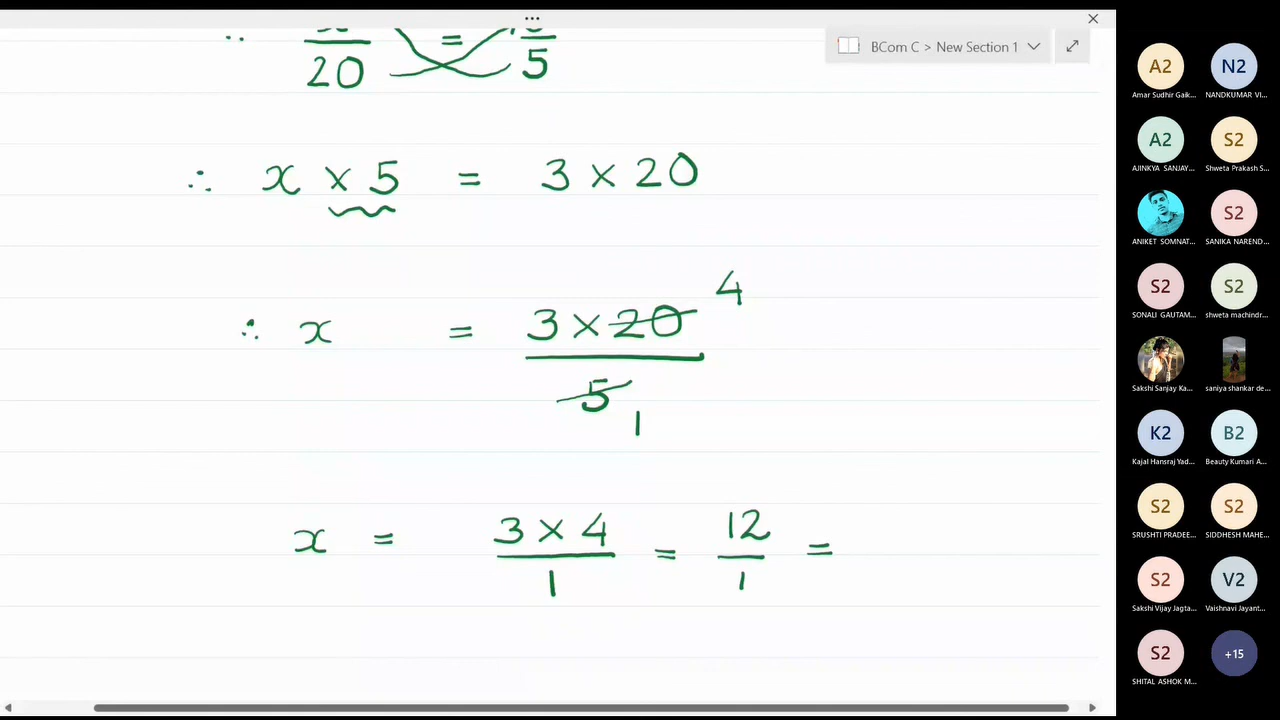 ...
BCom C > New Section 1
∴ 20 = 5
∴ x × 5 = 3 × 20
4
∴ x = 3 × 20
5
1
x = 3 × 4 = 12 =
1 1
A2 N2
Amar Sudhir Gaik... NANDKUMAR VI...
A2 S2
AJINKYA SANJAY... Shweta Prakash S...
S2
ANIKET SOMNAT... SANIKA NAREND...
S2 S2
SONALI GAUTAM... shweta machindr...
Sakshi Sanjay Ka... saniya shankar de...
K2 B2
Kajal Hansraj Yad... Beauty Kumari A...
S2 S2
SRUSHTI PRADEE... SIDDHESH MAHE...
S2 V2
Sakshi Vijay Jagta... Vaishnavi Jayant...
S2 +15
SHITAL ASHOK M...